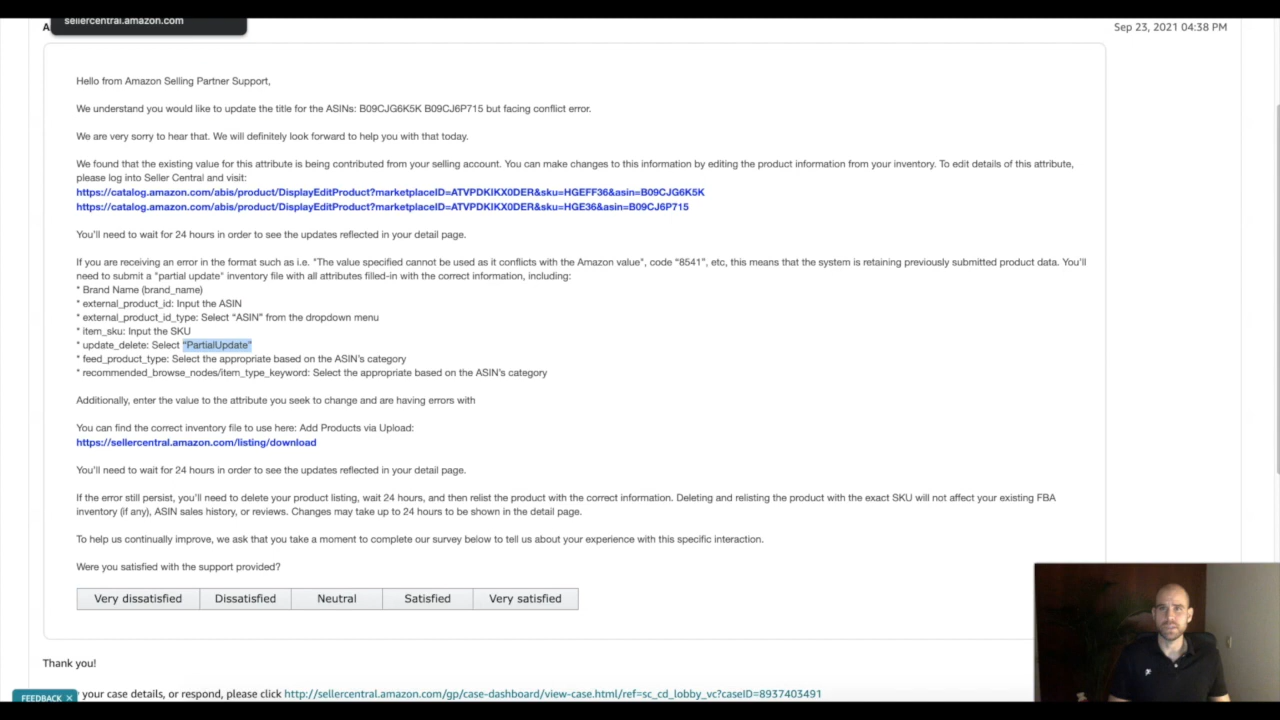 sellercentral.amazon.com
A
Sep 23, 2021 04:38 PM
Hello from Amazon Selling Partner Support,
We understand you would like to update the title for the ASINs: B09CJG6K5K B09CJ6P715 but facing conflict error.
We are very sorry to hear that. We will definitely look forward to help you with that today.
We found that the existing value for this attribute is being contributed from your selling account. You can make changes to this information by editing the product information from your inventory. To edit details of this attribute,
please log into Seller Central and visit:
https://catalog.amazon.com/abis/product/DisplayEditProduct?marketplaceID=ATVPDKIKX0DER&sku=HGEFF36&asin=B09CJG6K5K
https://catalog.amazon.com/abis/product/DisplayEditProduct?marketplaceID=ATVPDKIKX0DER&sku=HGE36&asin=B09CJ6P715
You'll need to wait for 24 hours in order to see the updates reflected in your detail page.
If you are receiving an error in the format such as i.e. "The value specified cannot be used as it conflicts with the Amazon value", code "8541", etc, this means that the system is retaining previously submitted product data. You'll
need to submit a "partial update" inventory file with all attributes filled-in with the correct information, including:
* Brand Name (brand_name)
* external_product_id: Input the ASIN
* external_product_id_type: Select “ASIN” from the dropdown menu
* item_sku: Input the SKU
* update_delete: Select “PartialUpdate”
* feed_product_type: Select the appropriate based on the ASIN’s category
* recommended_browse_nodes/item_type_keyword: Select the appropriate based on the ASIN’s category
Additionally, enter the value to the attribute you seek to change and are having errors with
You can find the correct inventory file to use here: Add Products via Upload:
https://sellercentral.amazon.com/listing/download
You’ll need to wait for 24 hours in order to see the updates reflected in your detail page.
If the error still persist, you’ll need to delete your product listing, wait 24 hours, and then relist the product with the correct information. Deleting and relisting the product with the exact SKU will not affect your existing FBA
inventory (if any), ASIN sales history, or reviews. Changes may take up to 24 hours to be shown in the detail page.
To help us continually improve, we ask that you take a moment to complete our survey below to tell us about your experience with this specific interaction.
Were you satisfied with the support provided?
Very dissatisfied Dissatisfied Neutral Satisfied Very satisfied
Thank you!
your case details, or respond, please click http://sellercentral.amazon.com/gp/case-dashboard/view-case.html/ref=sc_cd_lobby_vc?caseID=8937403491
FEEDBACK ×